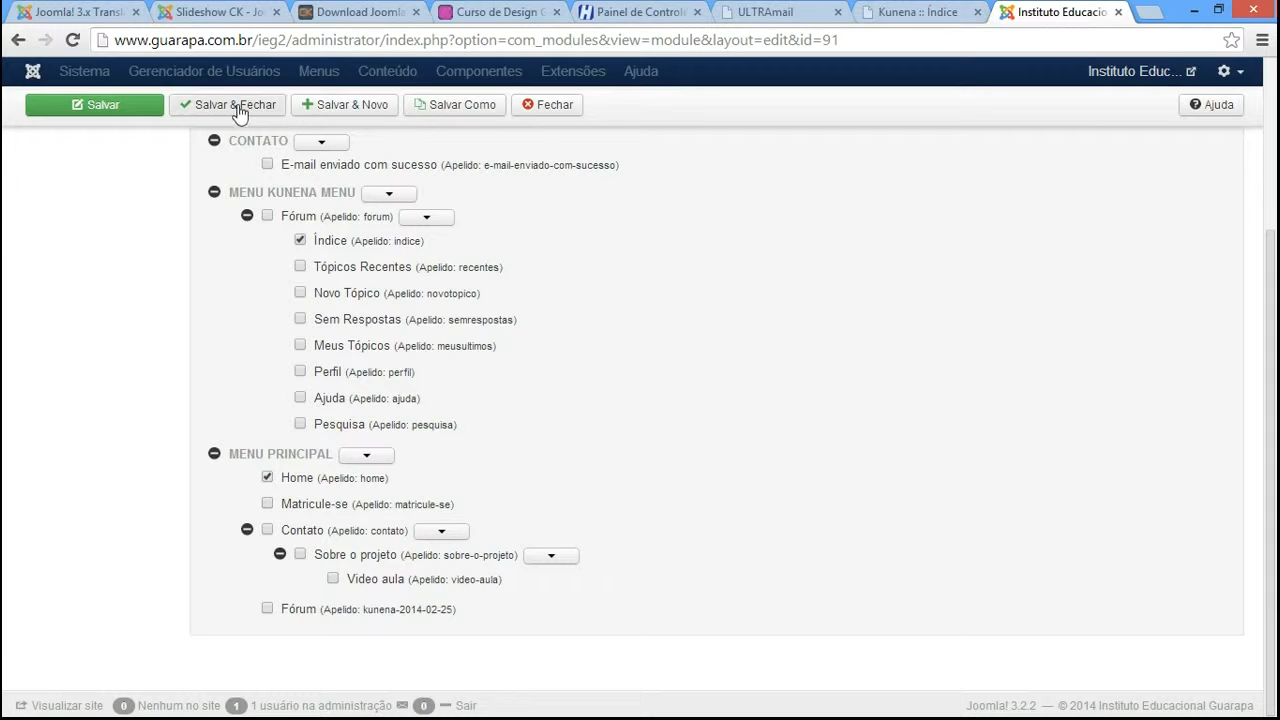 Joomla! 3.x Transl
Slideshow CK - Jo
Download Joomla
Curso de Design G
Painel de Control
ULTRAmail
Kunena :: Índice
Instituto Educacio
www.guarapa.com.br/ieg2/administrator/index.php?option=com_modules&view=module&layout=edit&id=91
Sistema Gerenciador de Usuários Menus Conteúdo Componentes Extensões Ajuda Instituto Educ...
Salvar Salvar & Fechar Salvar & Novo Salvar Como Fechar Ajuda
CONTATO
E-mail enviado com sucesso (Apelido: e-mail-enviado-com-sucesso)
MENU KUNENA MENU
Fórum (Apelido: forum)
Índice (Apelido: indice)
Tópicos Recentes (Apelido: recentes)
Novo Tópico (Apelido: novotopico)
Sem Respostas (Apelido: semrespostas)
Meus Tópicos (Apelido: meusultimos)
Perfil (Apelido: perfil)
Ajuda (Apelido: ajuda)
Pesquisa (Apelido: pesquisa)
MENU PRINCIPAL
Home (Apelido: home)
Matricule-se (Apelido: matricule-se)
Contato (Apelido: contato)
Sobre o projeto (Apelido: sobre-o-projeto)
Video aula (Apelido: video-aula)
Fórum (Apelido: kunena-2014-02-25)
Visualizar site 0 Nenhum no site 1 1 usuário na administração 0 Sair Joomla! 3.2.2 — © 2014 Instituto Educacional Guarapa